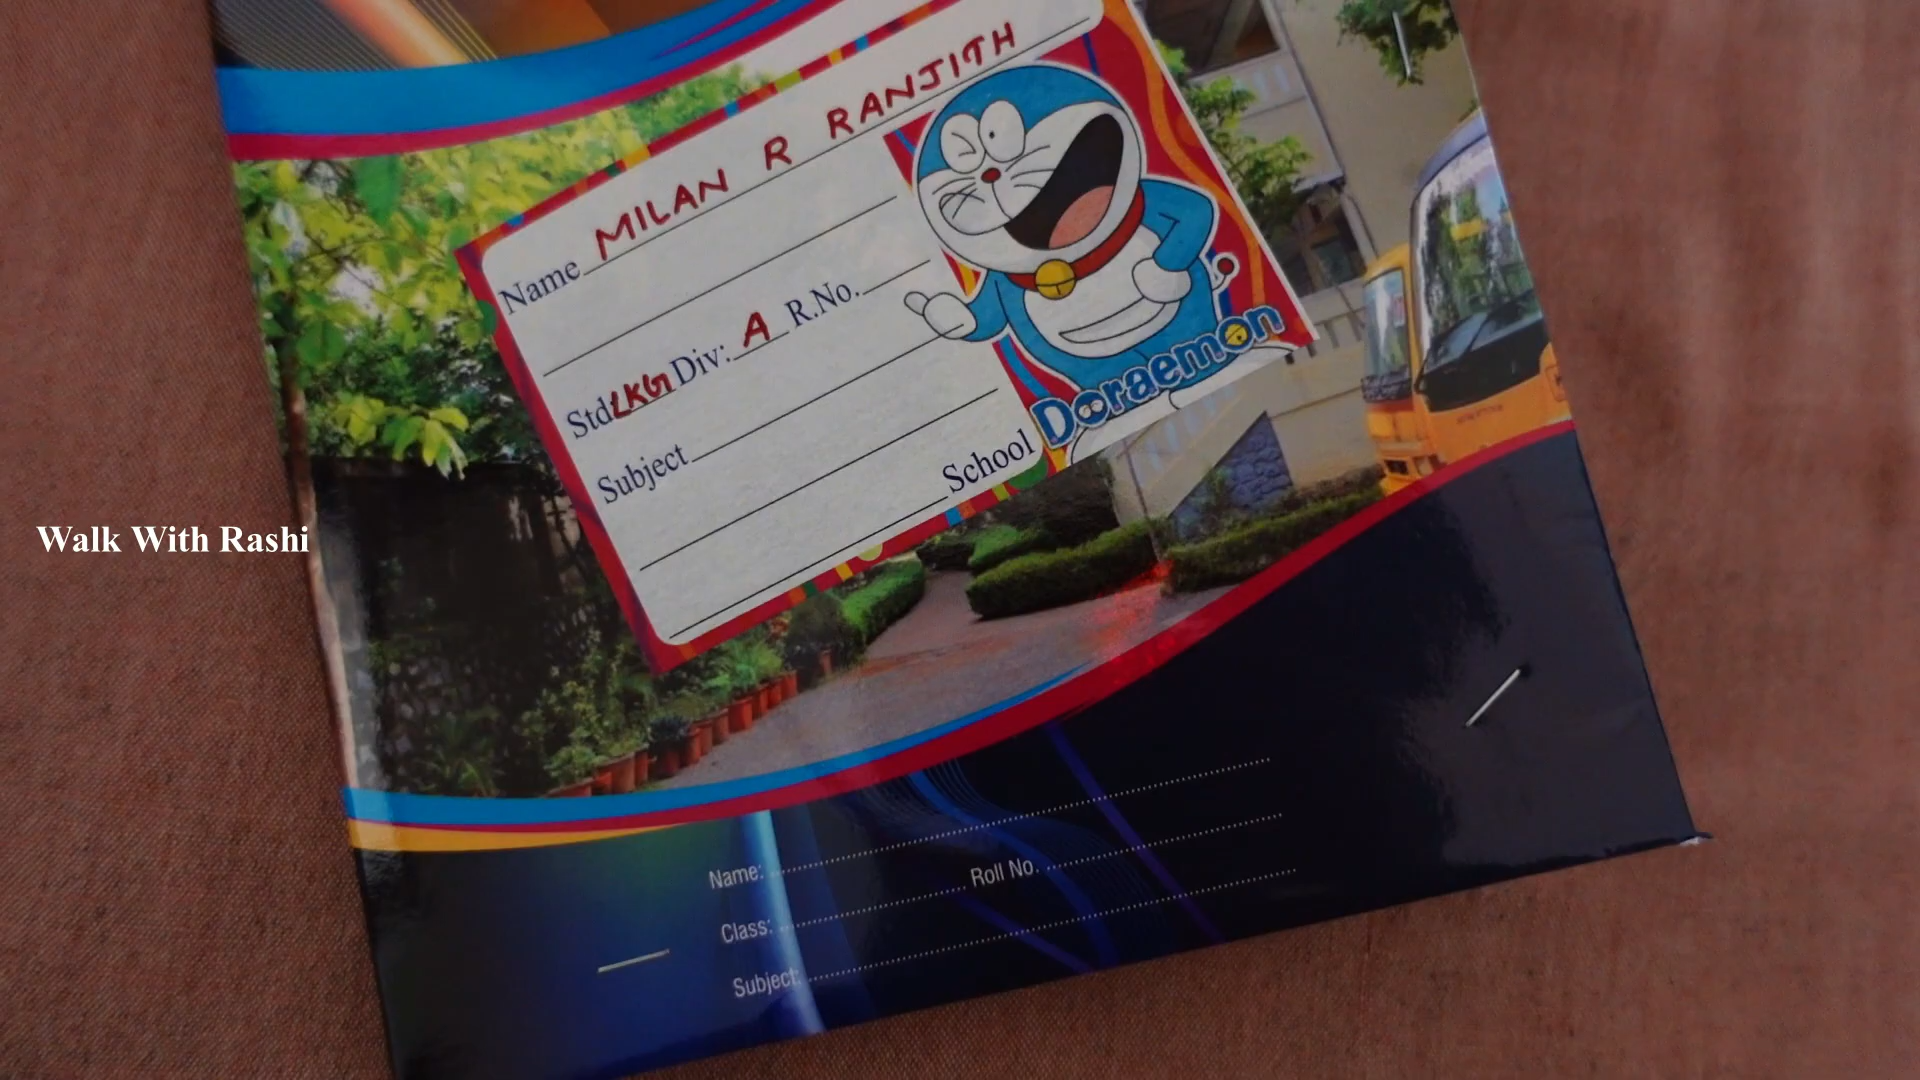 Name MILAN R RANJITH
Std LKG Div: A R.No.
Subject
School
Doraemon
Walk With Rashi
Name:
Class: Roll No.
Subject: